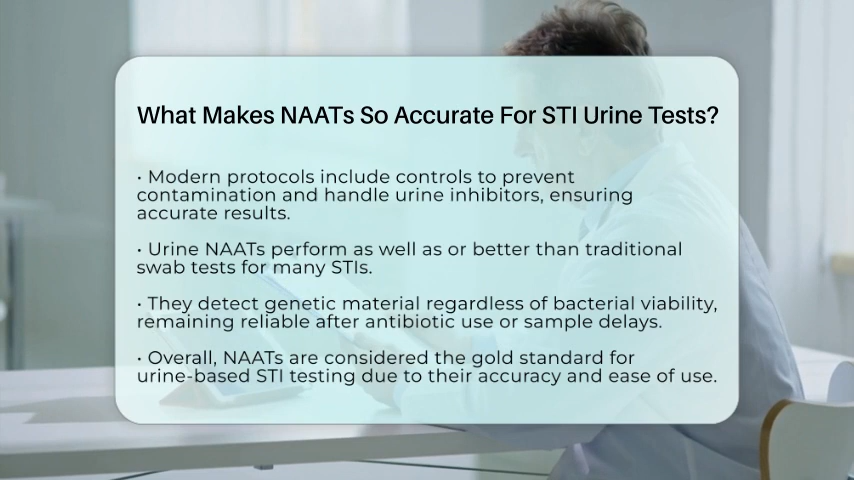 What Makes NAATs So Accurate For STI Urine Tests?
• Modern protocols include controls to prevent
contamination and handle urine inhibitors, ensuring
accurate results.
• Urine NAATs perform as well as or better than traditional
swab tests for many STIs.
• They detect genetic material regardless of bacterial viability,
remaining reliable after antibiotic use or sample delays.
• Overall, NAATs are considered the gold standard for
urine-based STI testing due to their accuracy and ease of use.